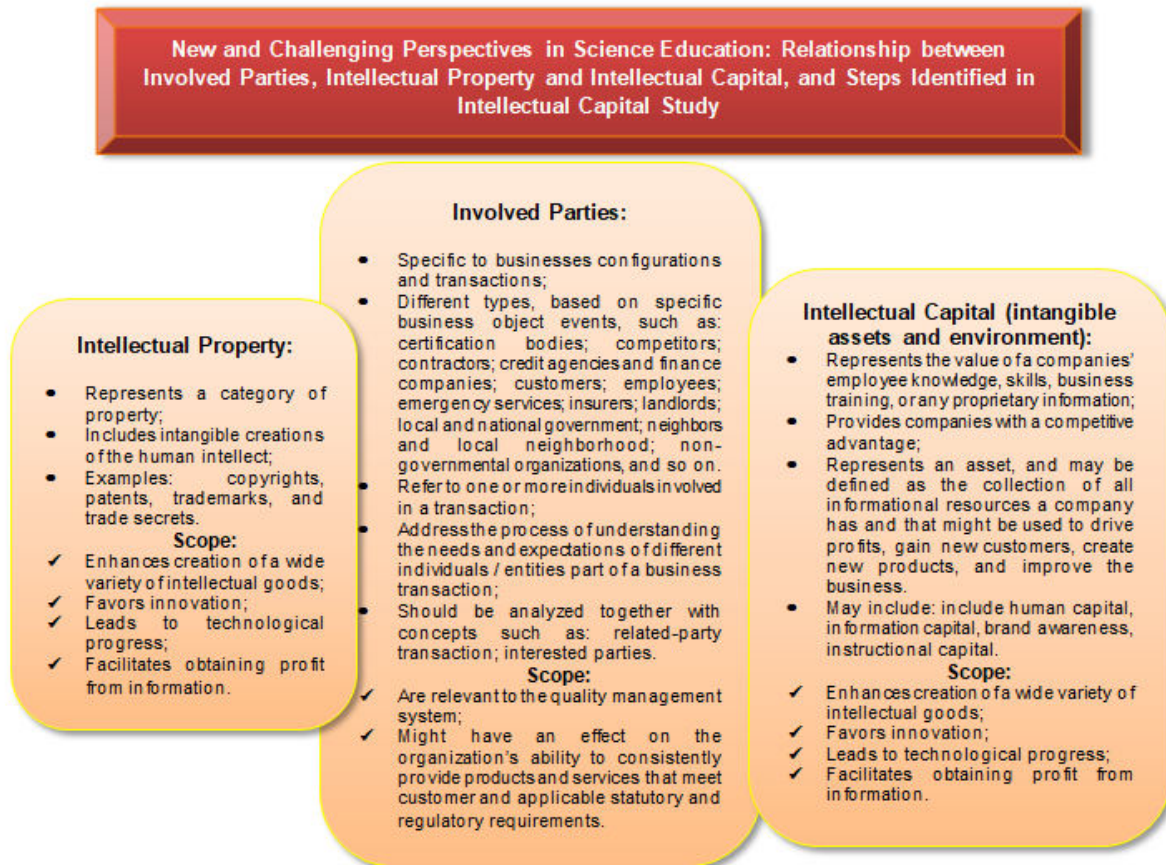 New and Challenging Perspectives in Science Education: Relationship between
Involved Parties, Intellectual Property and Intellectual Capital, and Steps Identified in
Intellectual Capital Study
Intellectual Property:
• Represents a category of
property;
• Includes intangible creations
of the human intellect;
• Examples: copyrights,
patents, trademarks, and
trade secrets.
Scope:
✓ Enhances creation of a wide
variety of intellectual goods;
✓ Favors innovation;
✓ Leads to technological
progress;
✓ Facilitates obtaining profit
from information.
Involved Parties:
• Specific to businesses configurations
and transactions;
• Different types, based on specific
business object events, such as:
certification bodies; competitors;
contractors; credit agencies and finance
companies; customers; employees;
emergency services; insurers; landlords;
local and national government; neighbors
and local neighborhood; non-
governmental organizations, and so on.
• Refer to one or more individuals involved
in a transaction;
• Address the process of understanding
the needs and expectations of different
individuals / entities part of a business
transaction;
• Should be analyzed together with
concepts such as: related-party
transaction; interested parties.
Scope:
✓ Are relevant to the quality management
system;
✓ Might have an effect on the
organization's ability to consistently
provide products and services that meet
customer and applicable statutory and
regulatory requirements.
Intellectual Capital (intangible
assets and environment):
• Represents the value of a companies'
employee knowledge, skills, business
training, or any proprietary information;
• Provides companies with a competitive
advantage;
• Represents an asset, and may be
defined as the collection of all
informational resources a company
has and that might be used to drive
profits, gain new customers, create
new products, and improve the
business.
• May include: include human capital,
information capital, brand awareness,
instructional capital.
Scope:
✓ Enhances creation of a wide variety of
intellectual goods;
✓ Favors innovation;
✓ Leads to technological progress;
✓ Facilitates obtaining profit from
information.